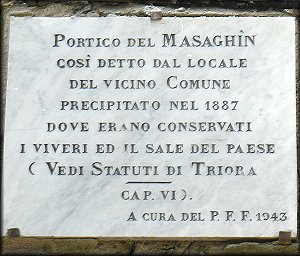 PORTICO DEL MASAGHÎN
COSÌ DETTO DAL LOCALE
DEL VICINO COMUNE
PRECIPITATO NEL 1887
DOVE ERANO CONSERVATI
I VIVERI ED IL SALE DEL PAESE
( VEDI STATUTI DI TRIORA
CAP. VI ).
A CURA DEL P. F. F. 1943